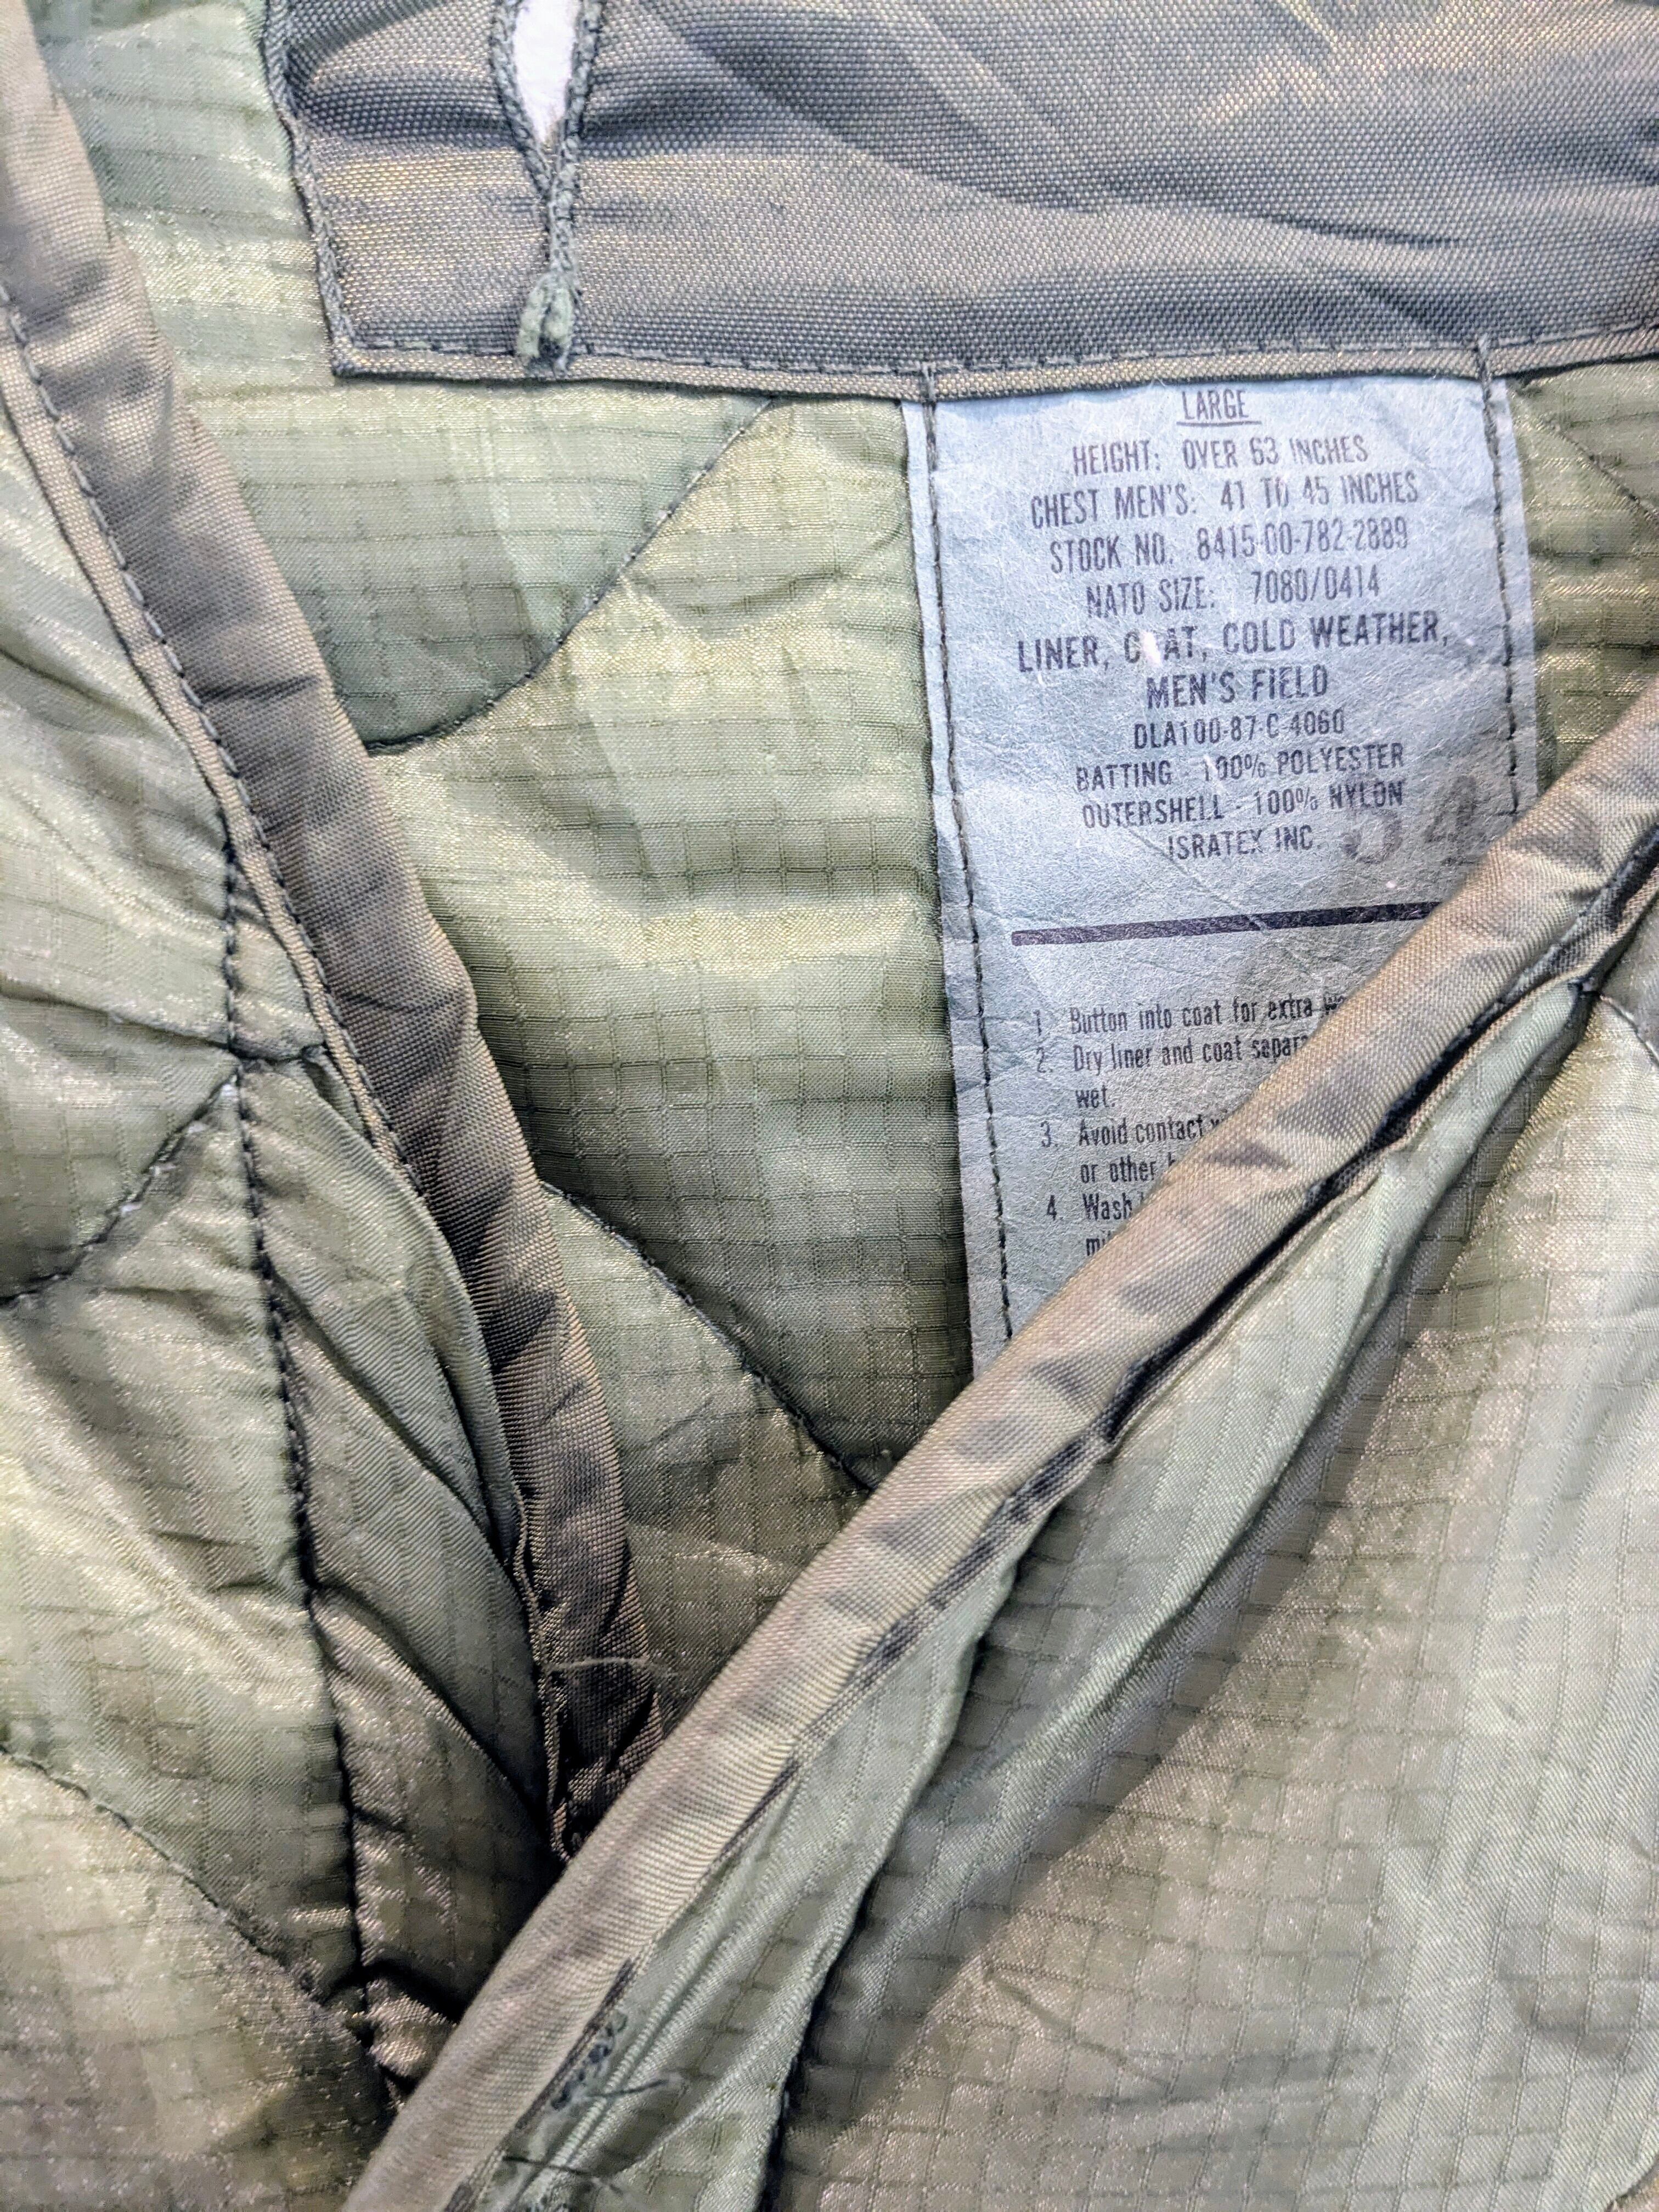 LARGE
HEIGHT: OVER 63 INCHES
CHEST MEN'S: 41 TO 45 INCHES
STOCK NO. 8415-00-782-2889
NATO SIZE: 7080/0414
LINER, C AT, COLD WEATHER,
MEN'S FIELD
DLA100-87-C-4060
BATTING - 100% POLYESTER
OUTERSHELL - 100% NYLON
ISRATEX INC. 54
1. Button into coat for extra
2. Dry liner and coat
wet.
3. Avoid contact
or other
4. Wash